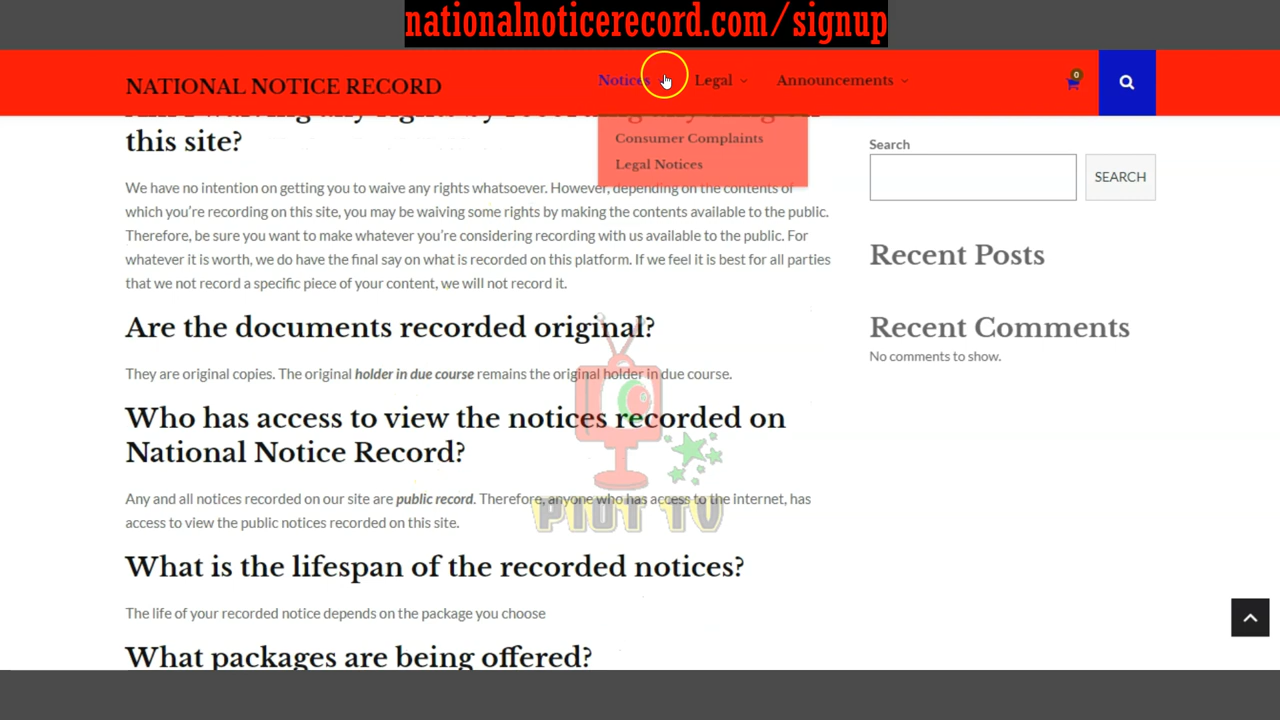 nationalnoticerecord.com/signup
NATIONAL NOTICE RECORD
Notices
Legal
Announcements
0
Consumer Complaints
Legal Notices
Am I waiving any rights by recording anything on
this site?
We have no intention on getting you to waive any rights whatsoever. However, depending on the contents of
which you're recording on this site, you may be waiving some rights by making the contents available to the public.
Therefore, be sure you want to make whatever you're considering recording with us available to the public. For
whatever it is worth, we do have the final say on what is recorded on this platform. If we feel it is best for all parties
that we not record a specific piece of your content, we will not record it.
Are the documents recorded original?
They are original copies. The original holder in due course remains the original holder in due course.
Who has access to view the notices recorded on
National Notice Record?
Any and all notices recorded on our site are public record. Therefore, anyone who has access to the internet, has
access to view the public notices recorded on this site.
What is the lifespan of the recorded notices?
The life of your recorded notice depends on the package you choose
What packages are being offered?
Search
SEARCH
Recent Posts
Recent Comments
No comments to show.
PIUT TV